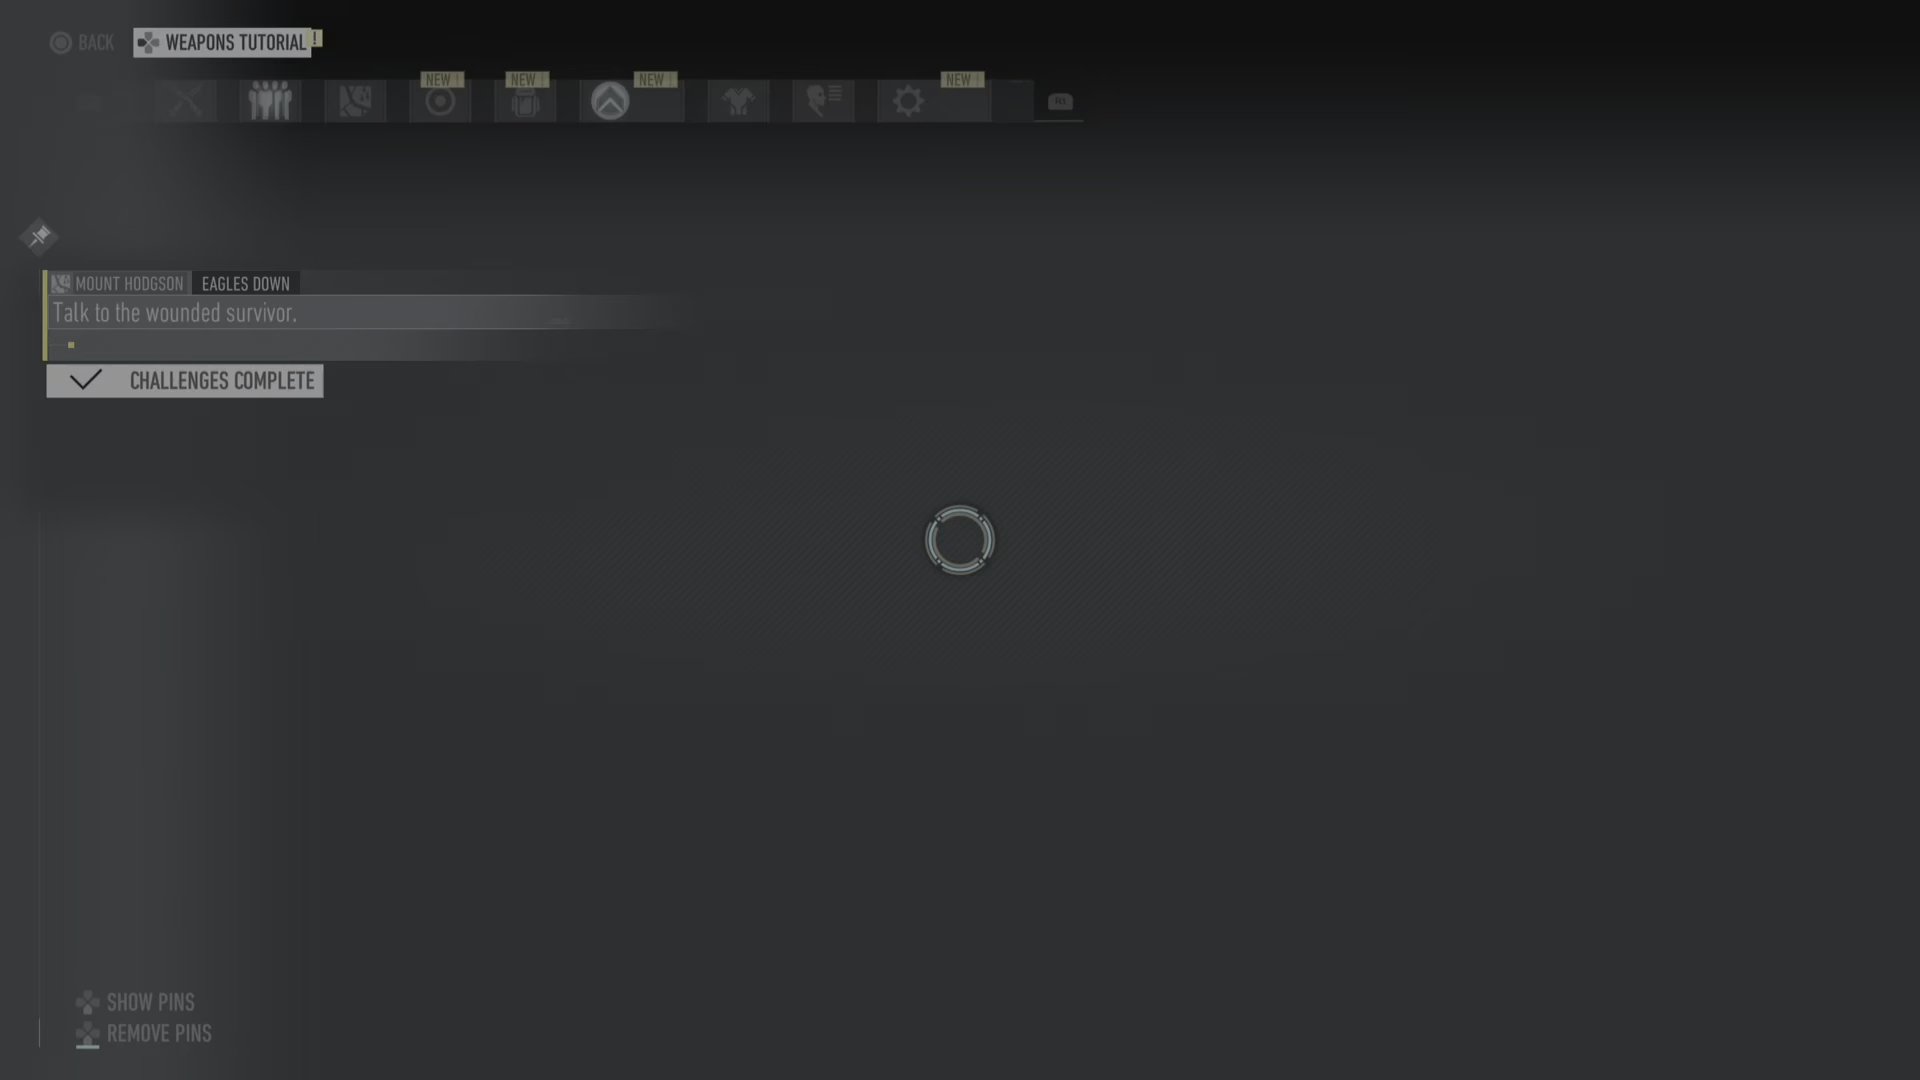 BACK
WEAPONS TUTORIAL !
NEW NEW NEW NEW
R1
MOUNT HODGSON EAGLES DOWN
Talk to the wounded survivor.
CHALLENGES COMPLETE
SHOW PINS
REMOVE PINS